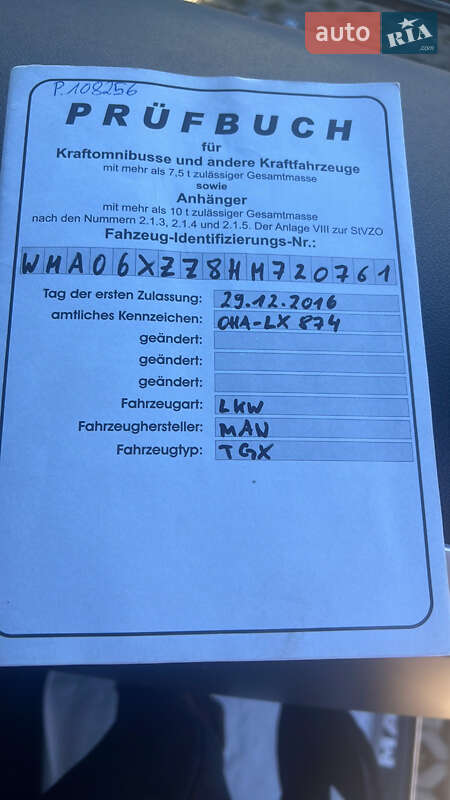 auto RIA .com
P.108256
PRÜFBUCH
für
Kraftomnibusse und andere Kraftfahrzeuge
mit mehr als 7,5 t zulässiger Gesamtmasse
sowie
Anhänger
mit mehr als 10 t zulässiger Gesamtmasse
nach den Nummern 2.1.3, 2.1.4 und 2.1.5. Der Anlage VIII zur StVZO
Fahzeug-Identifizierungs-Nr.:
WMA06XZZ8HM720761
Tag der ersten Zulassung: 29.12.2016
amtliches Kennzeichen: OHA-LX 874
geändert:
geändert:
geändert:
Fahrzeugart: LKW
Fahrzeughersteller: MAN
Fahrzeugtyp: TGX